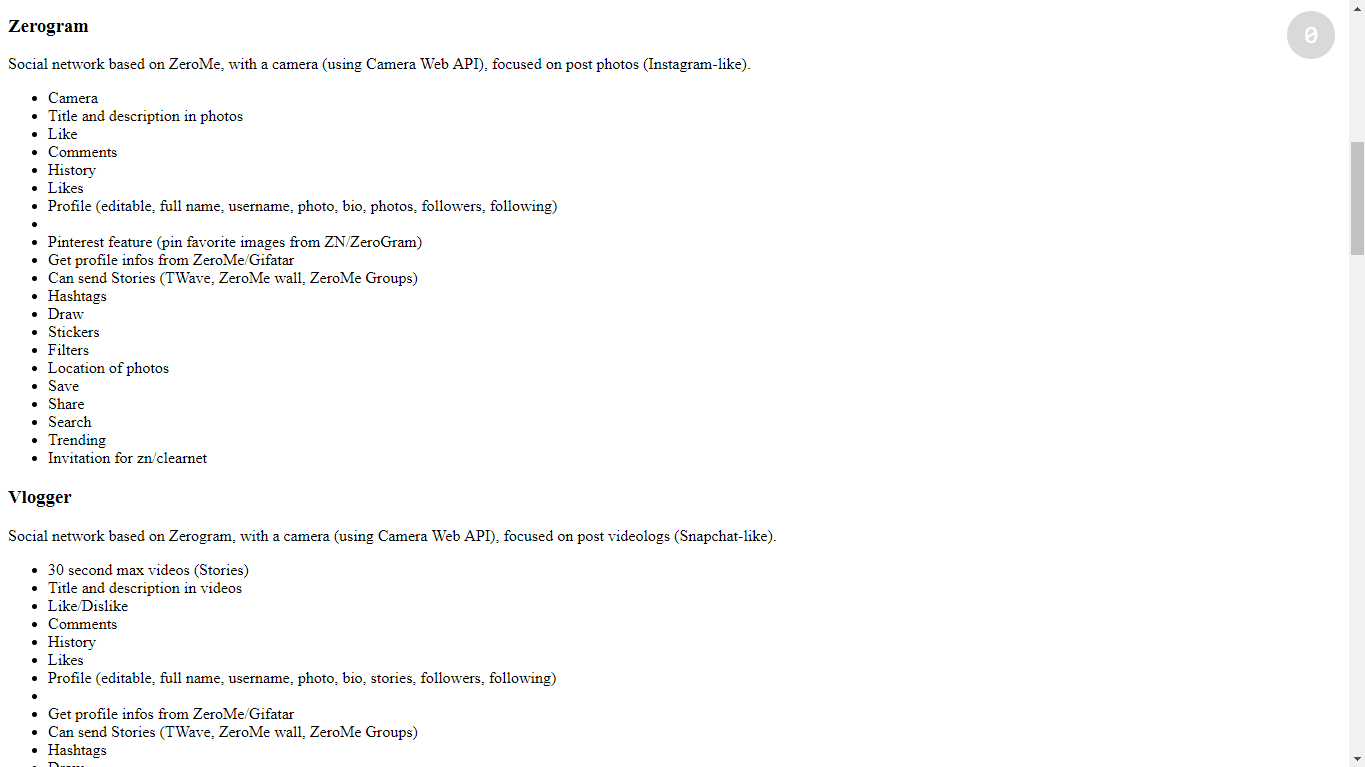 Zerogram
0
Social network based on ZeroMe, with a camera (using Camera Web API), focused on post photos (Instagram-like).
Camera
Title and description in photos
Like
Comments
History
Likes
Profile (editable, full name, username, photo, bio, photos, followers, following)
Pinterest feature (pin favorite images from ZN/ZeroGram)
Get profile infos from ZeroMe/Gifatar
Can send Stories (TWave, ZeroMe wall, ZeroMe Groups)
Hashtags
Draw
Stickers
Filters
Location of photos
Save
Share
Search
Trending
Invitation for zn/clearnet
Vlogger
Social network based on Zerogram, with a camera (using Camera Web API), focused on post videologs (Snapchat-like).
30 second max videos (Stories)
Title and description in videos
Like/Dislike
Comments
History
Likes
Profile (editable, full name, username, photo, bio, stories, followers, following)
Get profile infos from ZeroMe/Gifatar
Can send Stories (TWave, ZeroMe wall, ZeroMe Groups)
Hashtags
Draw